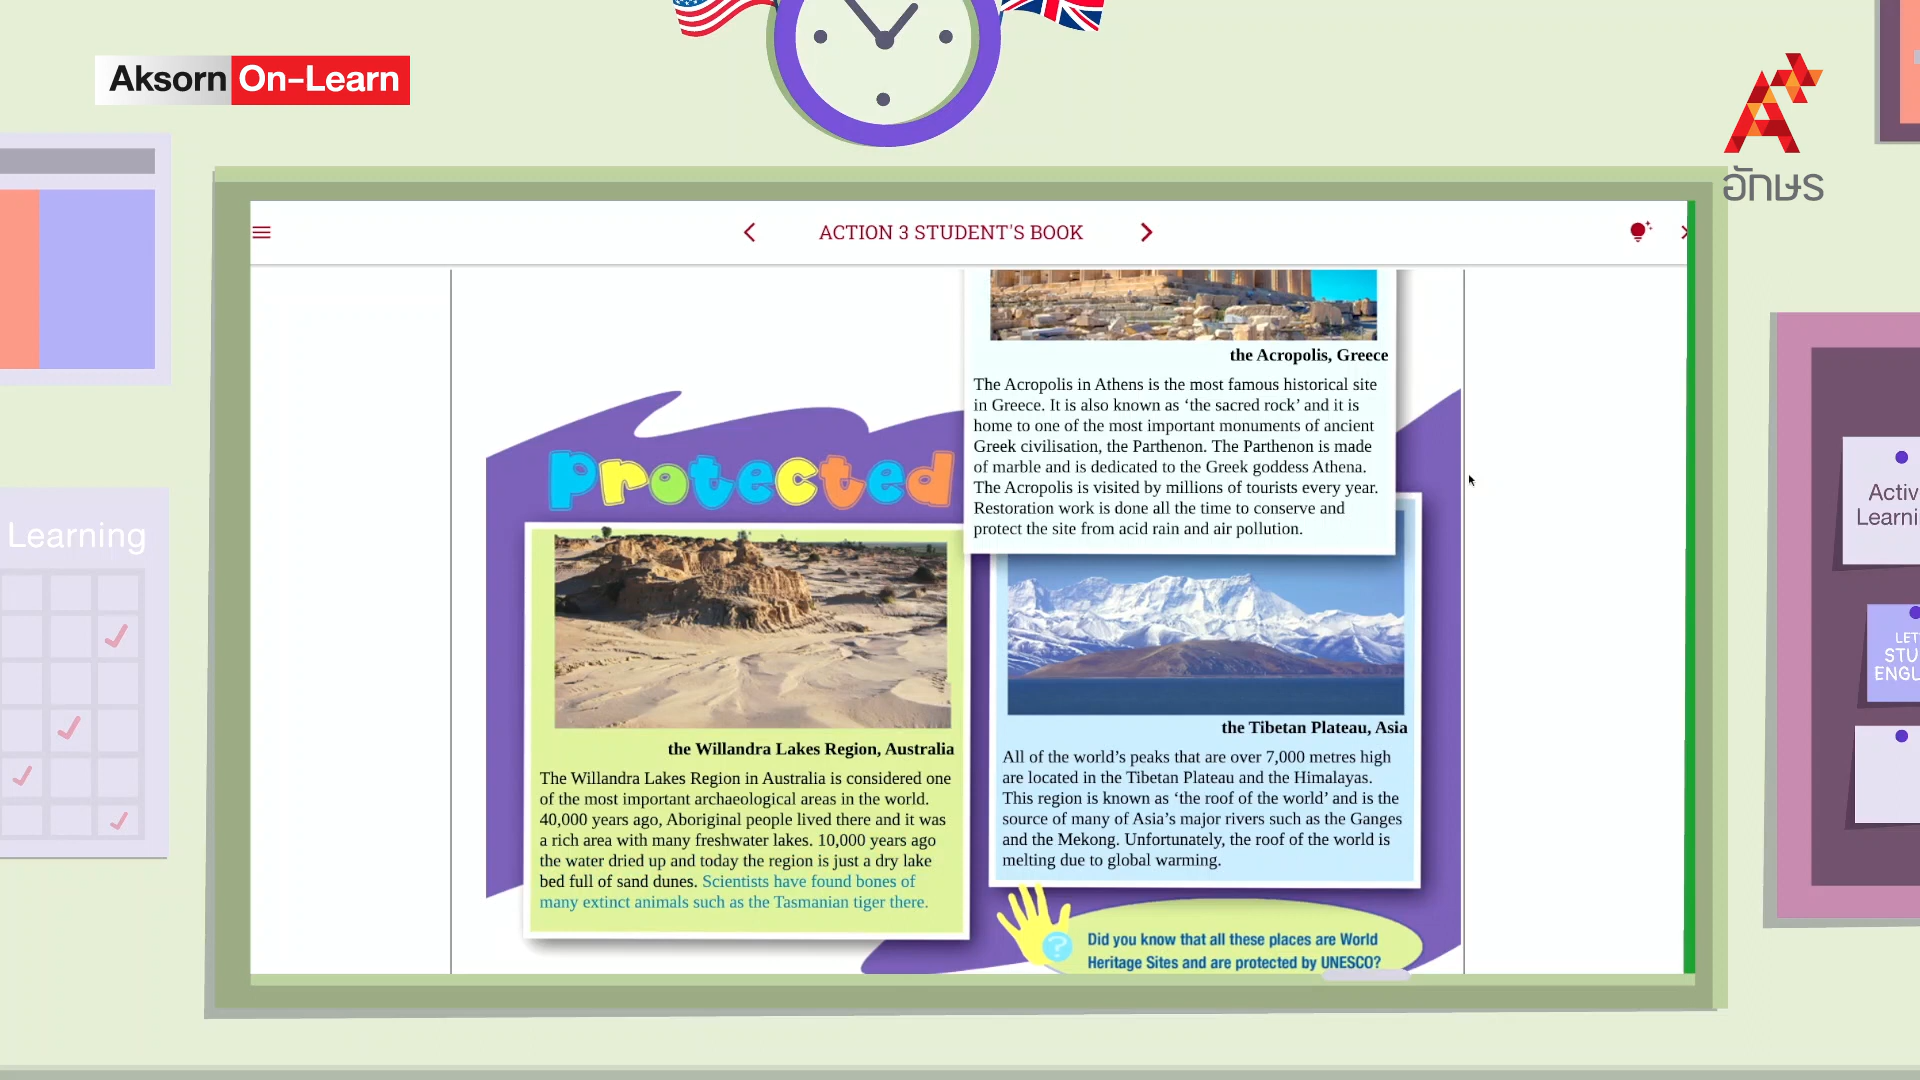 Aksorn On-Learn
อักษร
ACTION 3 STUDENT'S BOOK
the Acropolis, Greece
The Acropolis in Athens is the most famous historical site
in Greece. It is also known as ‘the sacred rock’ and it is
home to one of the most important monuments of ancient
Greek civilisation, the Parthenon. The Parthenon is made
of marble and is dedicated to the Greek goddess Athena.
The Acropolis is visited by millions of tourists every year.
Restoration work is done all the time to conserve and
protect the site from acid rain and air pollution.
Protected
the Willandra Lakes Region, Australia
The Willandra Lakes Region in Australia is considered one
of the most important archaeological areas in the world.
40,000 years ago, Aboriginal people lived there and it was
a rich area with many freshwater lakes. 10,000 years ago
the water dried up and today the region is just a dry lake
bed full of sand dunes. Scientists have found bones of
many extinct animals such as the Tasmanian tiger there.
the Tibetan Plateau, Asia
All of the world’s peaks that are over 7,000 metres high
are located in the Tibetan Plateau and the Himalayas.
This region is known as ‘the roof of the world’ and is the
source of many of Asia’s major rivers such as the Ganges
and the Mekong. Unfortunately, the roof of the world is
melting due to global warming.
?
Did you know that all these places are World
Heritage Sites and are protected by UNESCO?
Learning
Activ
Learni
LET
STU
ENGL